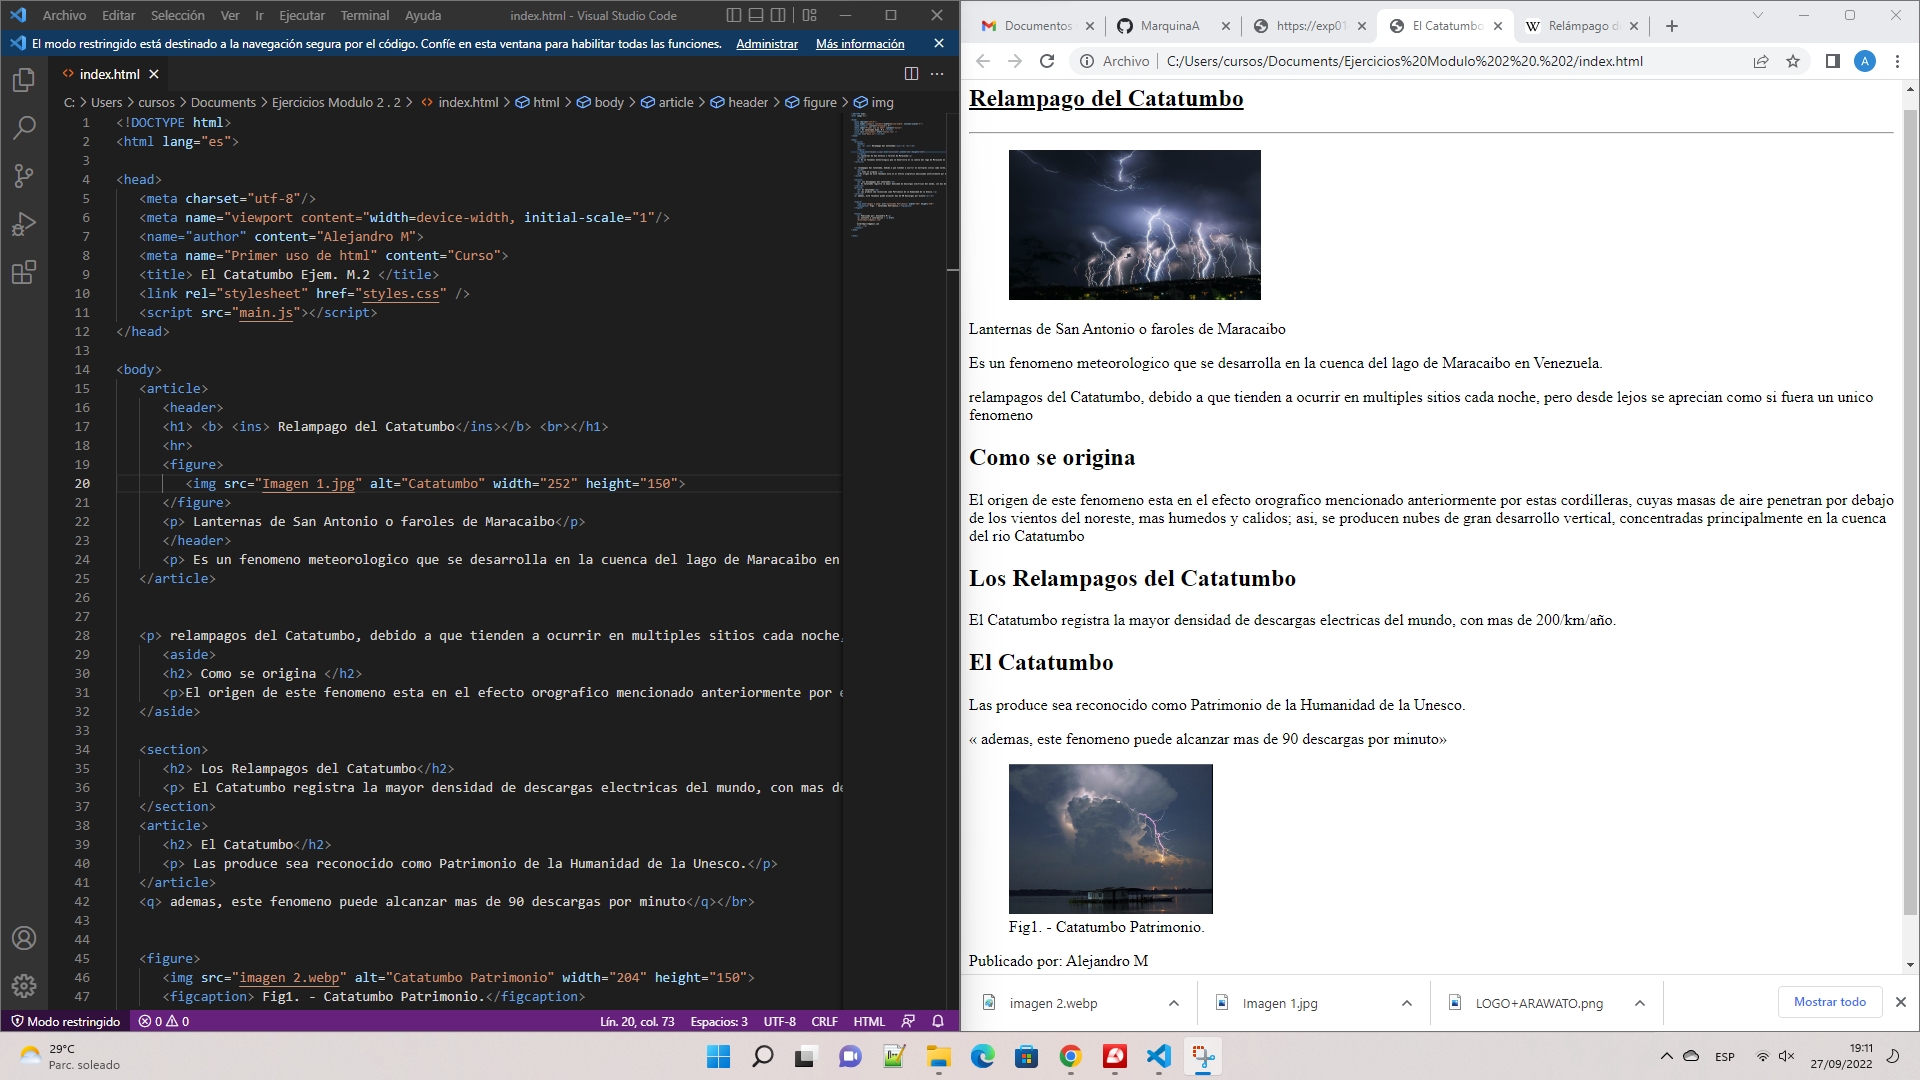 Archivo Editar Selección Ver Ir Ejecutar Terminal Ayuda index.html - Visual Studio Code
El modo restringido está destinado a la navegación segura por el código. Confíe en esta ventana para habilitar todas las funciones. Administrar Más información
index.html
C: > Users > cursos > Documents > Ejercicios Modulo 2 . 2 > index.html > html > body > article > header > figure > img
1 <!DOCTYPE html>
2 <html lang="es">
3
4 <head>
5 <meta charset="utf-8"/>
6 <meta name="viewport content="width=device-width, initial-scale="1"/>
7 <name="author" content="Alejandro M">
8 <meta name="Primer uso de html" content="Curso">
9 <title> El Catatumbo Ejem. M.2 </title>
10 <link rel="stylesheet" href="styles.css" />
11 <script src="main.js"></script>
12 </head>
13
14 <body>
15 <article>
16 <header>
17 <h1> <b> <ins> Relampago del Catatumbo</ins></b> <br></h1>
18 <hr>
19 <figure>
20 <img src="Imagen 1.jpg" alt="Catatumbo" width="252" height="150">
21 </figure>
22 <p> Lanternas de San Antonio o faroles de Maracaibo</p>
23 </header>
24 <p> Es un fenomeno meteorologico que se desarrolla en la cuenca del lago de Maracaibo en
25 </article>
26
27
28 <p> relampagos del Catatumbo, debido a que tienden a ocurrir en multiples sitios cada noche,
29 <aside>
30 <h2> Como se origina </h2>
31 <p>El origen de este fenomeno esta en el efecto orografico mencionado anteriormente por e
32 </aside>
33
34 <section>
35 <h2> Los Relampagos del Catatumbo</h2>
36 <p> El Catatumbo registra la mayor densidad de descargas electricas del mundo, con mas de
37 </section>
38 <article>
39 <h2> El Catatumbo</h2>
40 <p> Las produce sea reconocido como Patrimonio de la Humanidad de la Unesco.</p>
41 </article>
42 <q> ademas, este fenomeno puede alcanzar mas de 90 descargas por minuto</q></br>
43
44
45 <figure>
46 <img src="imagen 2.webp" alt="Catatumbo Patrimonio" width="204" height="150">
47 <figcaption> Fig1. - Catatumbo Patrimonio.</figcaption>
Modo restringido 0 0 Lín. 20, col. 73 Espacios: 3 UTF-8 CRLF HTML
Documentos MarquinaA https://exp01 El Catatumbo Relámpago d
Archivo C:/Users/cursos/Documents/Ejercicios%20Modulo%202%20.%202/index.html A
Relampago del Catatumbo
Lanternas de San Antonio o faroles de Maracaibo
Es un fenomeno meteorologico que se desarrolla en la cuenca del lago de Maracaibo en Venezuela.
relampagos del Catatumbo, debido a que tienden a ocurrir en multiples sitios cada noche, pero desde lejos se aprecian como si fuera un unico
fenomeno
Como se origina
El origen de este fenomeno esta en el efecto orografico mencionado anteriormente por estas cordilleras, cuyas masas de aire penetran por debajo
de los vientos del noreste, mas humedos y calidos; asi, se producen nubes de gran desarrollo vertical, concentradas principalmente en la cuenca
del rio Catatumbo
Los Relampagos del Catatumbo
El Catatumbo registra la mayor densidad de descargas electricas del mundo, con mas de 200/km/año.
El Catatumbo
Las produce sea reconocido como Patrimonio de la Humanidad de la Unesco.
« ademas, este fenomeno puede alcanzar mas de 90 descargas por minuto»
Fig1. - Catatumbo Patrimonio.
Publicado por: Alejandro M
imagen 2.webp Imagen 1.jpg LOGO+ARAWATO.png Mostrar todo
29°C
Parc. soleado
ESP
19:11
27/09/2022